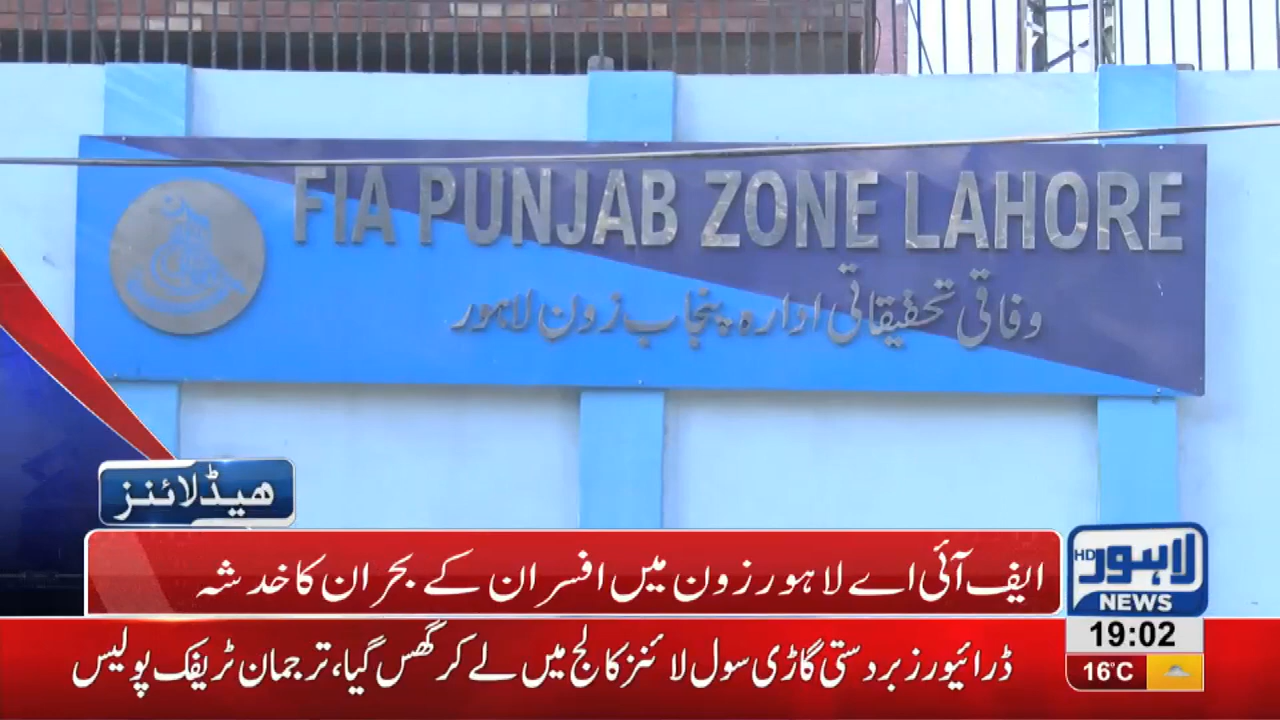 FIA PUNJAB ZONE LAHORE
وفاقی تحقیقاتی ادارہ پنجاب زون لاہور
ھیڈلائنز
ایف آئی اے لاہور زون میں افسران کے بحران کا خدشہ
HD لاہور
NEWS
19:02
16°C
ڈرائیور زبردستی گاڑی سول لائنز کالج میں لے کر گھس گیا، ترجمان ٹریفک پولیس